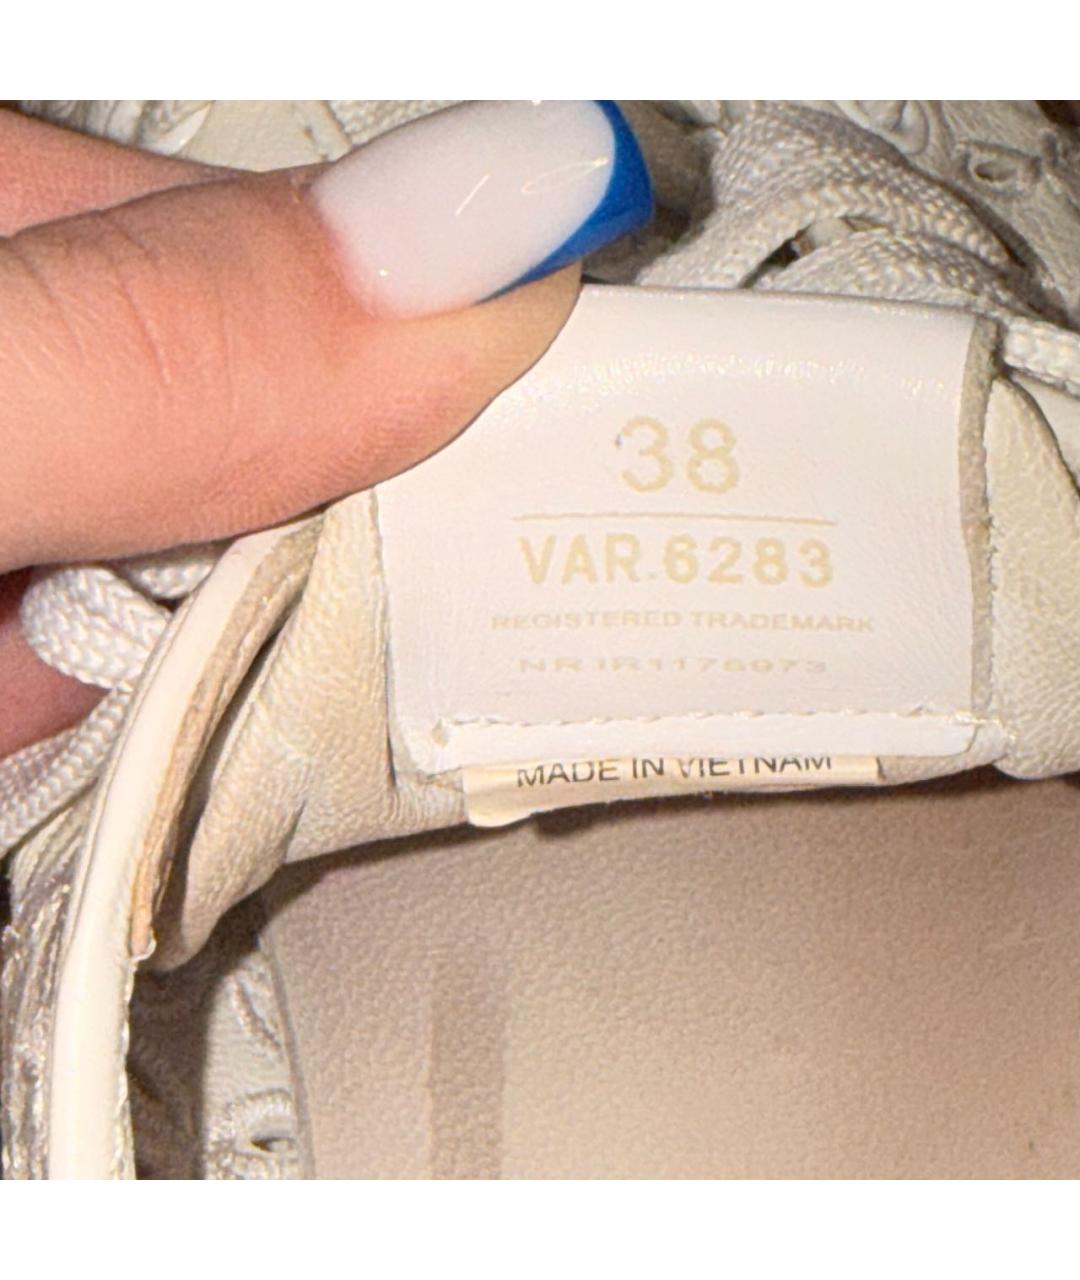 38
VAR.6283
REGISTERED TRADEMARK
NR IR1176973
MADE IN VIETNAM